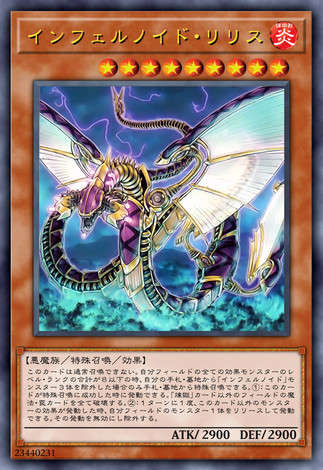 インフェルノイド・リリス
炎
【悪魔族／特殊召喚／効果】
このカードは通常召喚できない。自分フィールドの全ての効果モンスターのレ
ベル・ランクの合計が８以下の時、自分の手札・墓地から「インフェルノイド」モ
ンスター３体を除外した場合のみ手札・墓地から特殊召喚できる。①：このカー
ドが特殊召喚に成功した時に発動できる。「煉獄」カード以外のフィールドの魔
法・罠カードを全て破壊する。②：１ターンに１度、このカード以外のモンスター
の効果が発動した時、自分フィールドのモンスター１体をリリースして発動
できる。その発動を無効にし除外する。
ATK/ 2900 DEF/ 2900
23440231